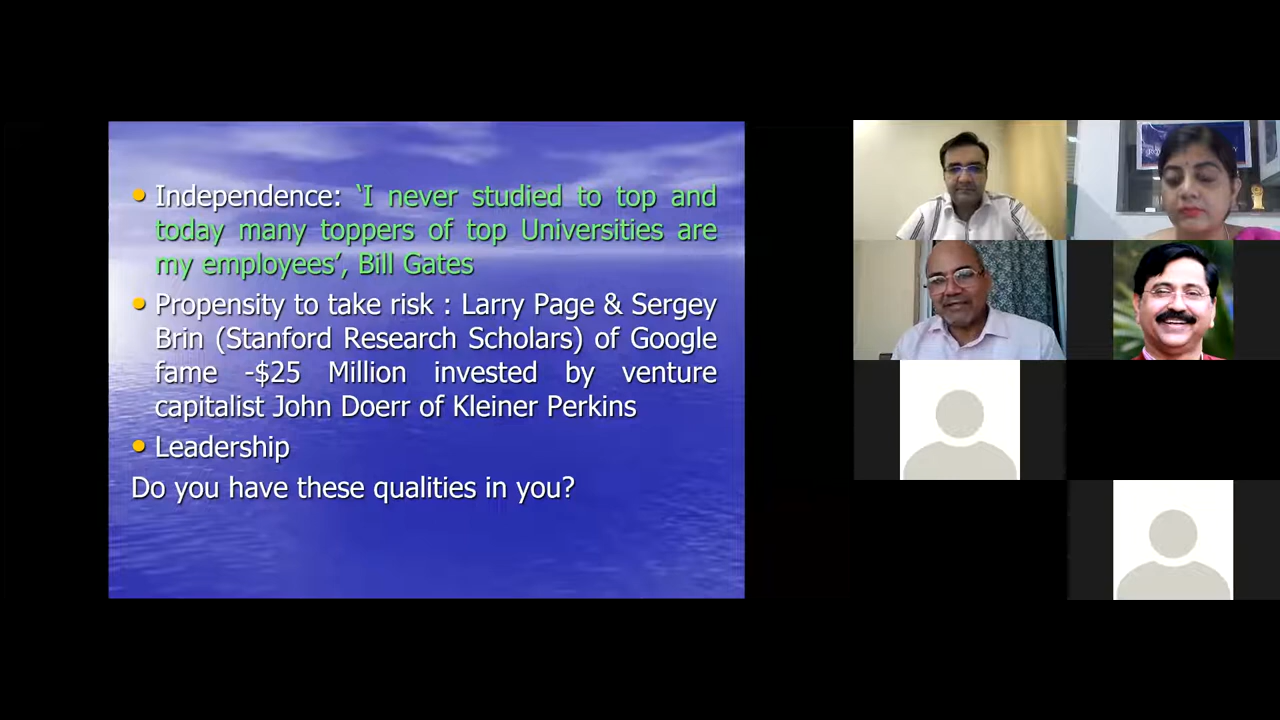 Independence: ‘I never studied to top and
today many toppers of top Universities are
my employees’, Bill Gates
Propensity to take risk : Larry Page & Sergey
Brin (Stanford Research Scholars) of Google
fame -$25 Million invested by venture
capitalist John Doerr of Kleiner Perkins
Leadership
Do you have these qualities in you?